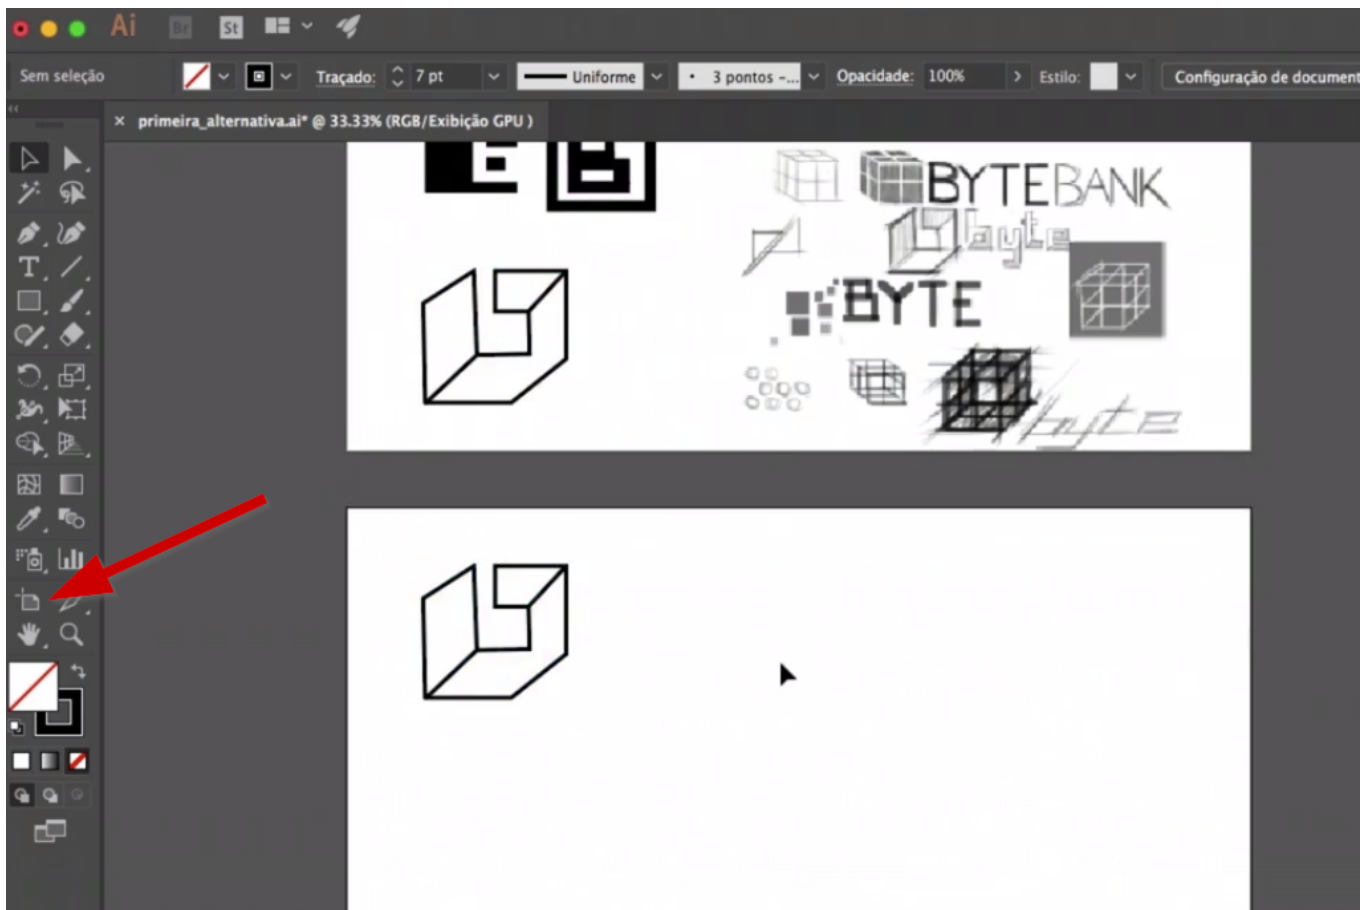 Ai Br St
Sem seleção Traçado: 7 pt Uniforme 3 pontos -... Opacidade: 100% Estilo: Configuração de document
× primeira_alternativa.ai* @ 33.33% (RGB/Exibição GPU )
B
BYTEBANK
byte
BYTE
byte
T